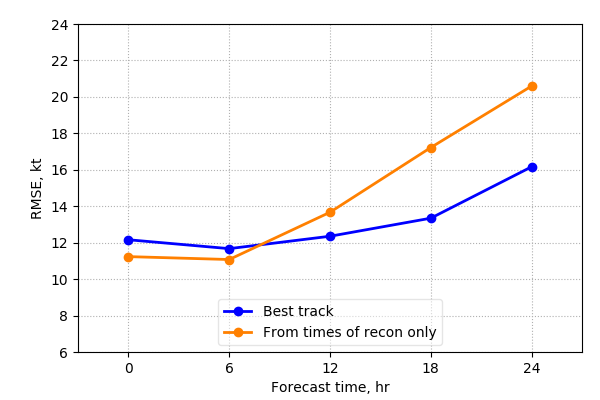 24
22
20
18
16
14
12
10
8
6
RMSE, kt
Best track
From times of recon only
0 6 12 18 24
Forecast time, hr